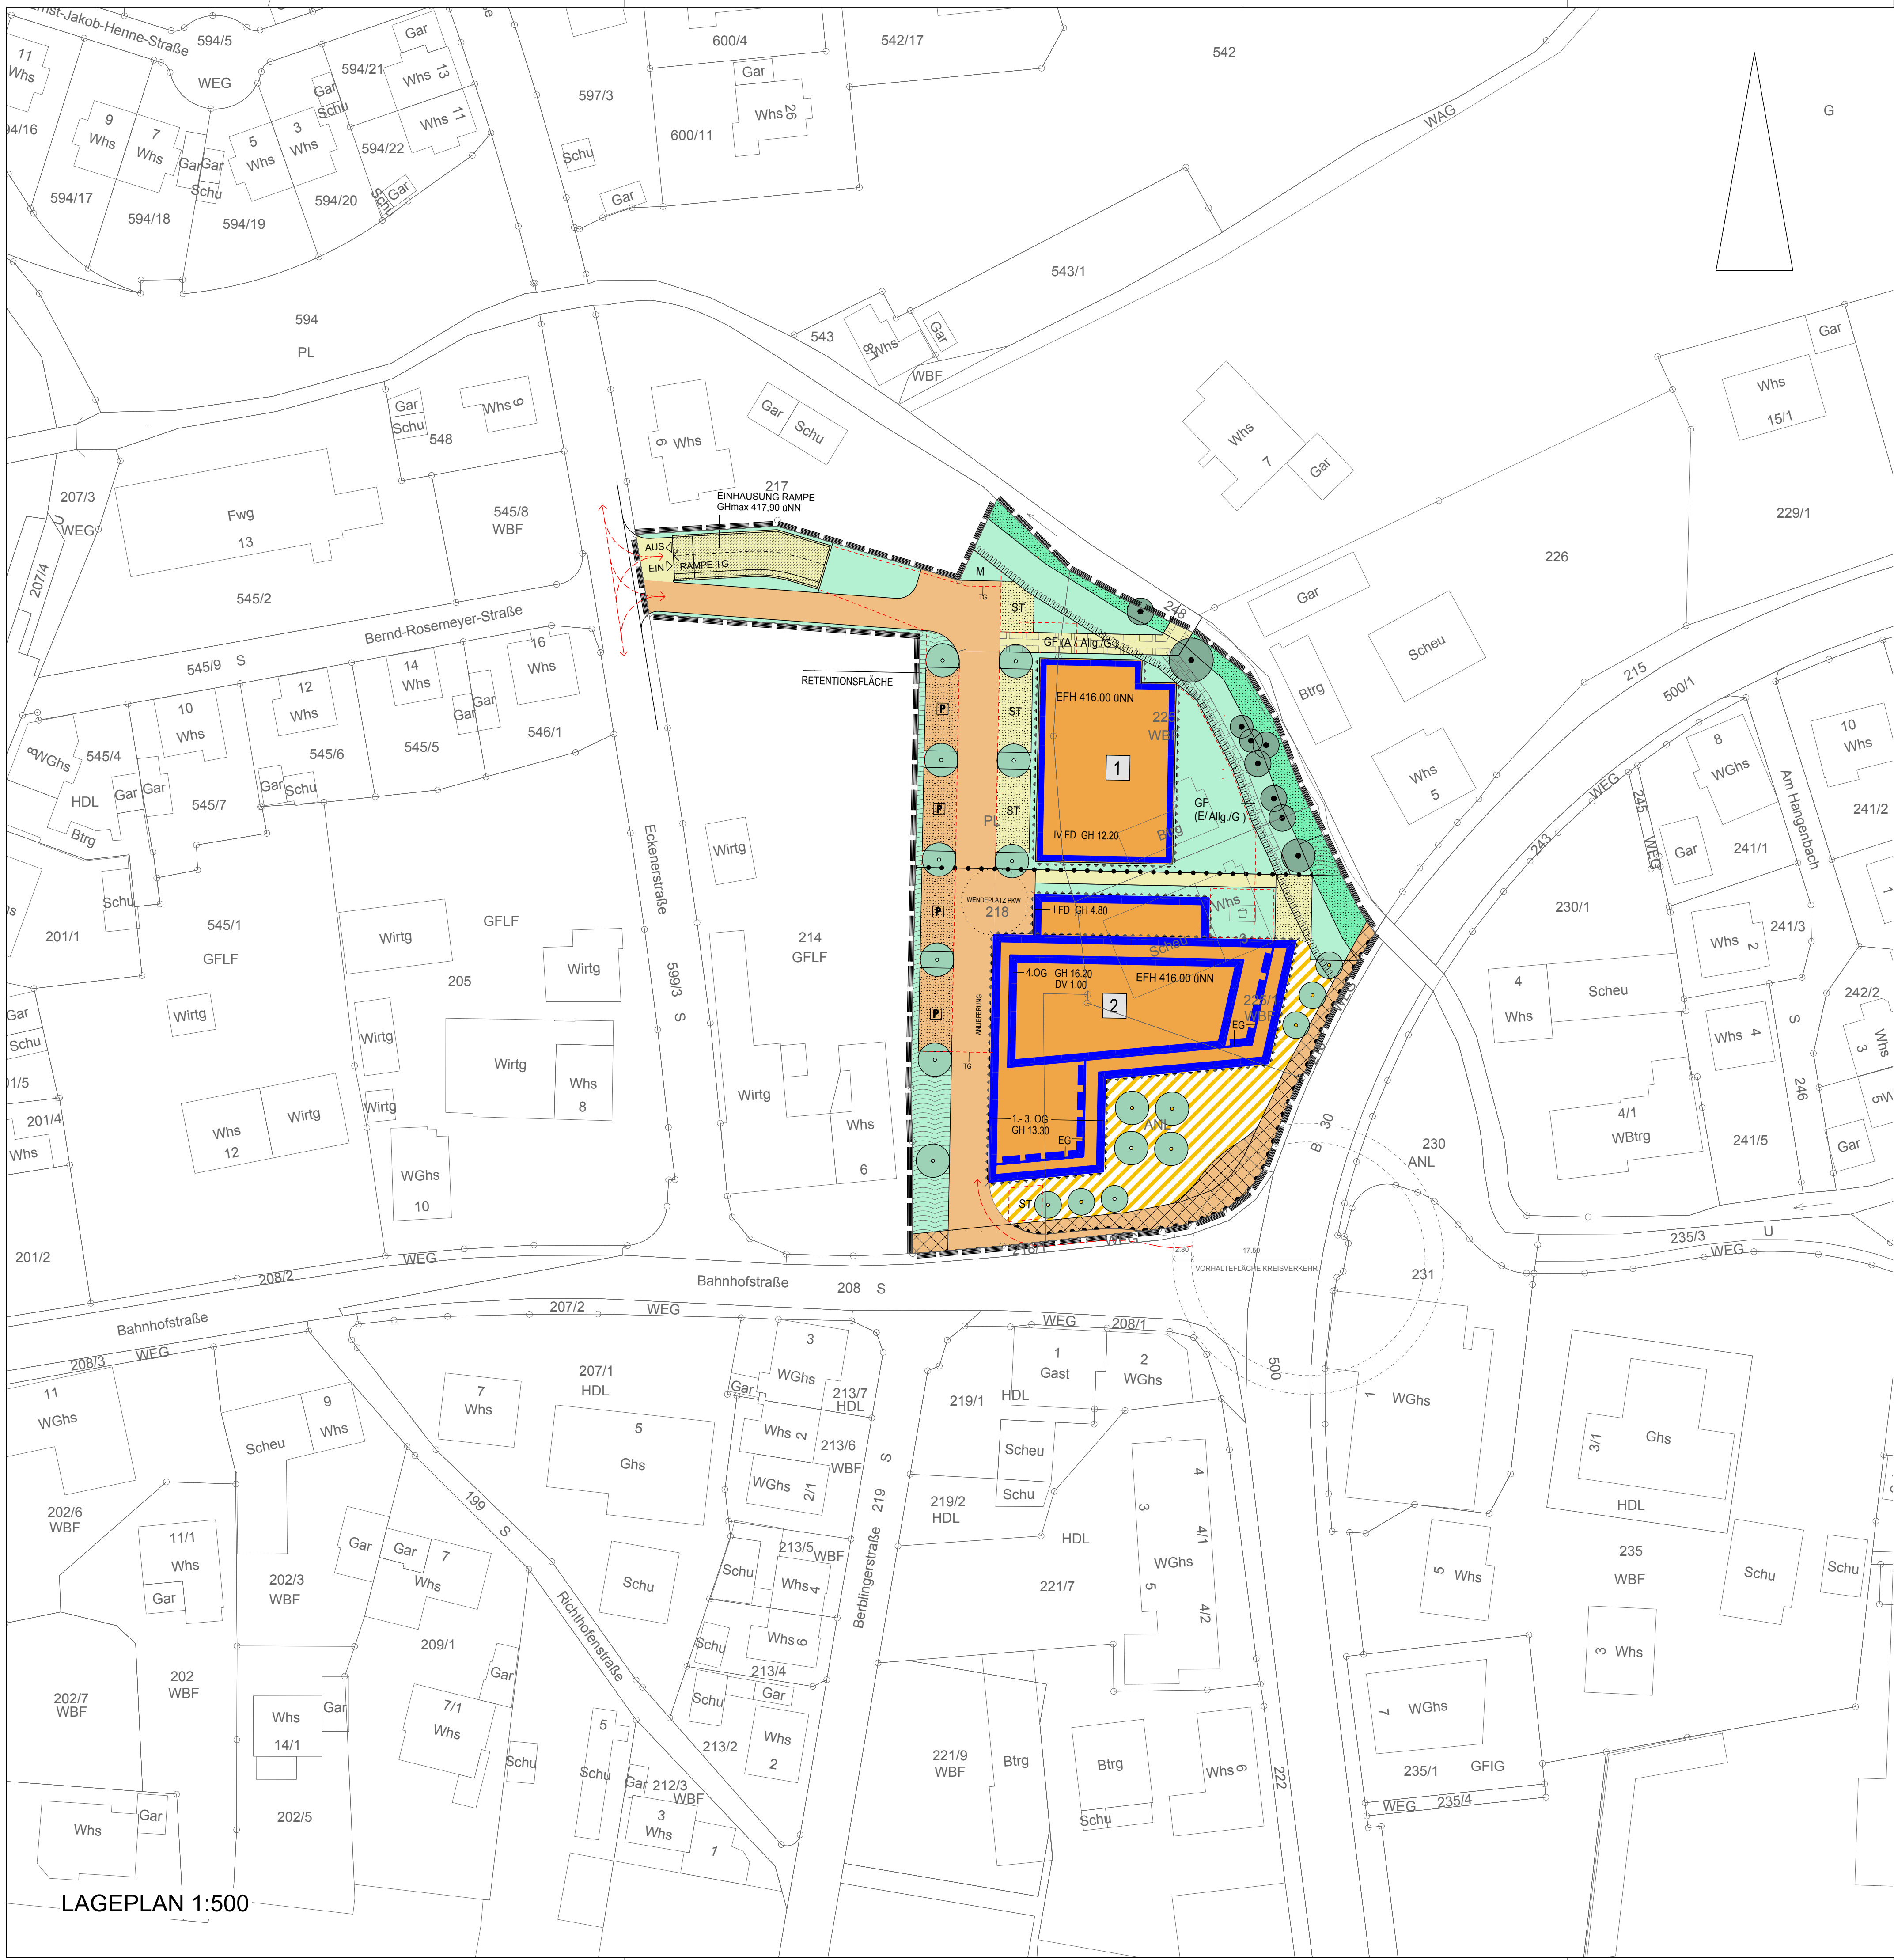 Ernst-Jakob-Henne-Straße
594/5
WEG
11
Whs
594/21
Gar
Whs 13
Gar
Schu
Whs 11
594/22
9
Whs
7
Whs
Gar
Gar
Schu
5
Whs
3
Whs
Schu
Gar
594/17
594/18
594/19
594/20
597/3
600/4
542/17
542
Gar
Whs 26
600/11
Schu
Gar
WAG
G
543/1
594
PL
543
Whs
Gar
WBF
Gar
Whs
15/1
Gar
Schu
548
Whs 9
6 Whs
Gar
Schu
217
Whs
7
Gar
207/3
WEG
U
207/4
Fwg
13
545/8
WBF
545/2
EINHAUSUNG RAMPE
GHmax 417,90 üNN
AUS
EIN
RAMPE TG
M
TG
ST
248
226
229/1
Gar
Scheu
Btrg
215
500/1
Bernd-Rosemeyer-Straße
545/9 S
16
Whs
14
Whs
12
Whs
10
Whs
Gar
Gar
RETENTIONSFLÄCHE
GF (A / Allg./G )
EFH 416.00 üNN
ST
P
225
1
8
WGhs
545/4
545/6
545/5
546/1
HDL
Gar
Gar
545/7
Gar
Schu
Btrg
Eckenerstraße
Wirtg
P
ST
PL
IV FD GH 12.20
Btrg
GF
(E/ Allg./G )
Whs
5
WEG
245
WEG
243
8
WGhs
Am Hangenbach
10
Whs
241/2
Gar
241/1
Schu
201/1
545/1
GFLF
Wirtg
GFLF
205
Wirtg
599/3
S
214
GFLF
P
WENDEPLATZ PKW
218
I FD GH 4.80
Whs
3
Scheu
230/1
Whs 2
241/3
4
Whs
Scheu
242/2
4.OG GH 16.20
DV 1.00
EFH 416.00 üNN
2
P
ANLIEFERUNG
EG
WEG
Gar
Schu
Wirtg
Wirtg
Wirtg
Whs
8
Wirtg
TG
Whs 4
S
246
Whs
3
201/4
Whs
Whs
12
Wirtg
Wirtg
WGhs
10
Whs
6
1.- 3. OG
GH 13.30
EG
ANL
ST
B 30
230
ANL
4/1
WBtrg
241/5
Gar
201/2
208/2
WEG
WEG
2.80
17.50
VORHALTEFLÄCHE KREISVERKEHR
231
235/3
WEG
U
Bahnhofstraße
208 S
Bahnhofstraße
207/2
WEG
WEG
208/1
208/3
WEG
11
WGhs
9
Whs
Scheu
7
Whs
207/1
HDL
3
WGhs
Gar
213/7
HDL
5
Ghs
Whs 2
213/6
WBF
WGhs 2/1
219/1
HDL
1
Gast
2
WGhs
Scheu
Schu
500
1
WGhs
3/1
Ghs
HDL
202/6
WBF
11/1
Whs
Gar
202/3
WBF
Gar
Gar
7
Whs
199
S
219
S
Berblingerstraße
219/2
HDL
HDL
221/7
4
3
4/1
WGhs
5
4/2
213/5
WBF
Schu
Schu
Whs 4
5 Whs
235
WBF
Schu
Schu
209/1
Richthofenstraße
Schu
Whs 6
213/4
3 Whs
202
WBF
202/7
WBF
Gar
Whs
14/1
Gar
7/1
Whs
Schu
Gar
Whs
2
213/2
7
WGhs
235/1
GFIG
WEG
235/4
Schu
5
Schu
Gar 212/3
WBF
3
Whs
1
221/9
WBF
Btrg
Btrg
Schu
Whs 6
222
Gar
Whs
202/5
LAGEPLAN 1:500